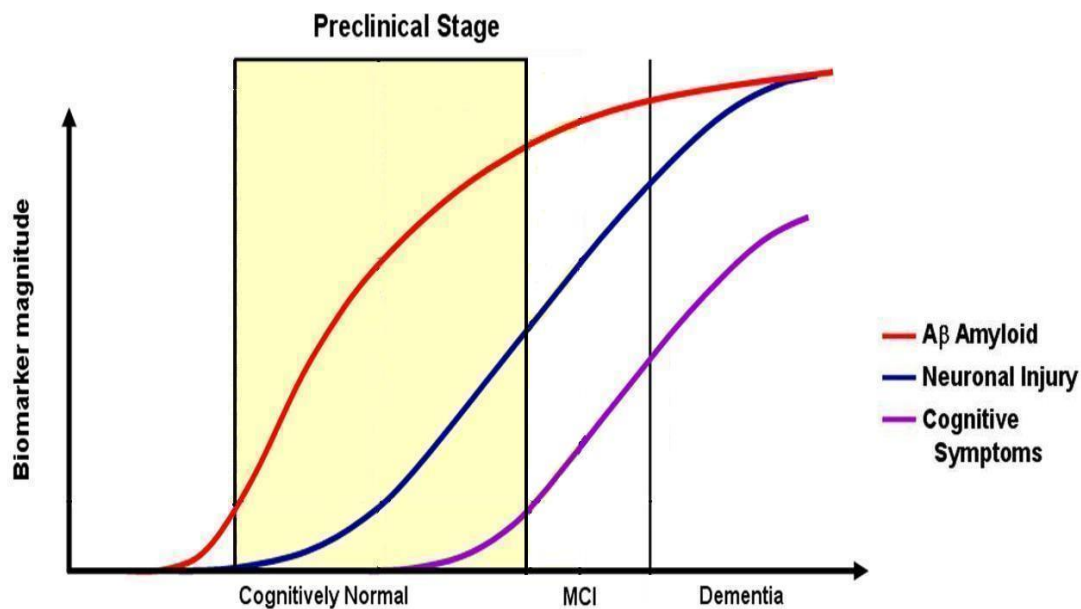 Preclinical Stage
Biomarker magnitude
Aβ Amyloid
Neuronal Injury
Cognitive
Symptoms
Cognitively Normal
MCI
Dementia